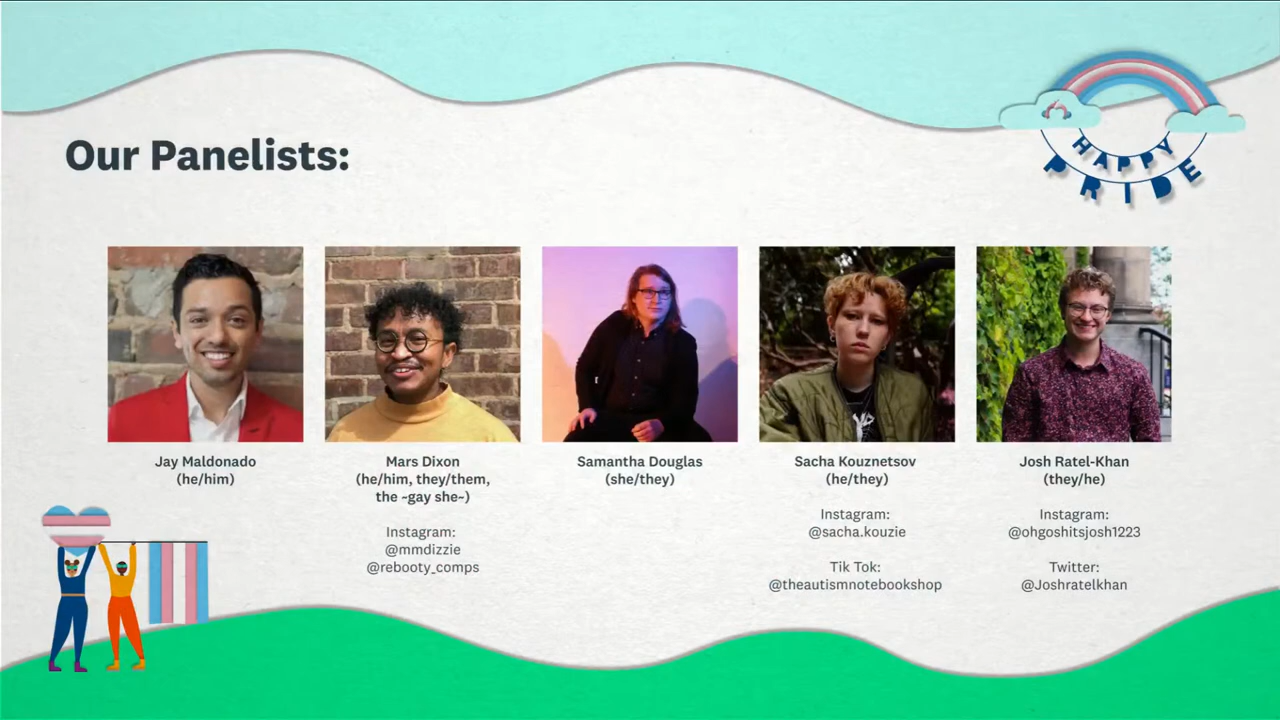 HAPPY
PRIDE
Our Panelists:
Jay Maldonado
(he/him)
Mars Dixon
(he/him, they/them,
the ~gay she~)
Instagram:
@mmdizzie
@rebooty_comps
Samantha Douglas
(she/they)
Sacha Kouznetsov
(he/they)
Instagram:
@sacha.kouzie
Tik Tok:
@theautismnotebookshop
Josh Ratel-Khan
(they/he)
Instagram:
@ohgoshitsjosh1223
Twitter:
@Joshratelkhan